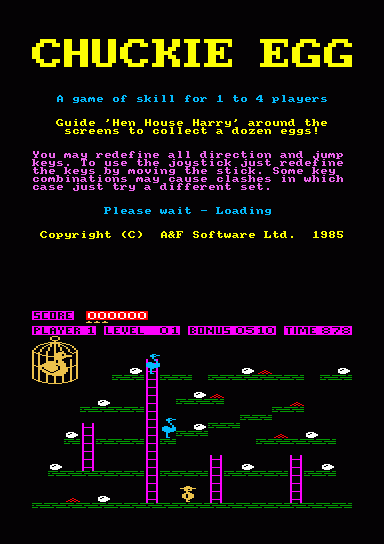 CHUCKIE EGG
A game of skill for 1 to 4 players
Guide 'Hen House Harry' around the
screens to collect a dozen eggs!
You may redefine all direction and jump
keys. To use the joystick just redefine
the keys by moving the stick. Some key
combinations may cause clashes in which
case just try a different set.
Please wait - Loading
Copyright (C) A&F Software Ltd. 1985
SCORE 000000
PLAYER 1 LEVEL 01 BONUS 0510 TIME 878